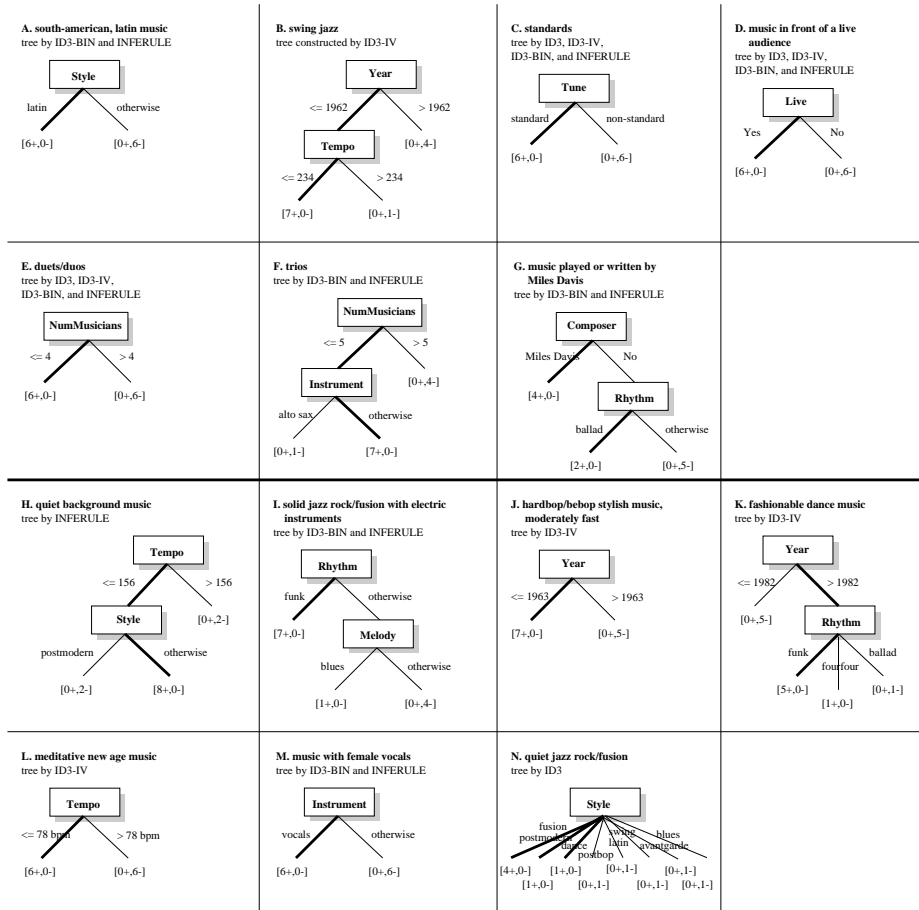 A. south-american, latin music
tree by ID3-BIN and INFERULE
Style
latin
otherwise
[6+,0-]
[0+,6-]
B. swing jazz
tree constructed by ID3-IV
Year
<= 1962
> 1962
Tempo
[0+,4-]
<= 234
> 234
[7+,0-]
[0+,1-]
C. standards
tree by ID3, ID3-IV,
ID3-BIN and INFERULE
Tune
standard
non-standard
[6+,0-]
[0+,6-]
D. music in front of a live
audience
tree by ID3, ID3-IV,
ID3-BIN and INFERULE
Live
Yes
No
[6+,0-]
[0+,6-]
E. duets/duos
tree by ID3, ID3-IV,
ID3-BIN, and INFERULE
NumMusicians
<= 4
> 4
[6+,0-]
[0+,6-]
F. trios
tree by ID3-BIN and INFERULE
NumMusicians
<= 5
> 5
Instrument
[0+,4-]
alto sax
otherwise
[0+,1-]
[7+,0-]
G. music played or written by
Miles Davis
tree by ID3-BIN and INFERULE
Composer
Miles Davis
No
[4+,0-]
Rhythm
ballad
otherwise
[2+,0-]
[0+,5-]
H. quiet background music
tree by INFERULE
Tempo
<= 156
> 156
Style
[0+,2-]
postmodern
otherwise
[0+,2-]
[8+,0-]
I. solid jazz rock/fusion with electric
instruments
tree by ID3-BIN and INFERULE
Rhythm
funk
otherwise
[7+,0-]
Melody
blues
otherwise
[1+,0-]
[0+,4-]
J. hardbop/bebop stylish music,
moderately fast
tree by ID3-IV
Year
<= 1963
> 1963
[7+,0-]
[0+,5-]
K. fashionable dance music
tree by ID3-IV
Year
<= 1982
> 1982
[0+,5-]
Rhythm
funk
fourfour
ballad
[5+,0-]
[1+,0-]
[0+,1-]
L. meditative new age music
tree by ID3-IV
Tempo
<= 78 bpm
> 78 bpm
[6+,0-]
[0+,6-]
M. music with female vocals
tree by ID3-BIN and INFERULE
Instrument
vocals
otherwise
[6+,0-]
[0+,6-]
N. quiet jazz rock/fusion
tree by ID3
Style
fusion
postmodern
dance
postbop
swing
latin
blues
avantgarde
[4+,0-]
[1+,0-]
[1+,0-]
[0+,1-]
[0+,1-]
[0+,1-]
[0+,1-]
[0+,1-]